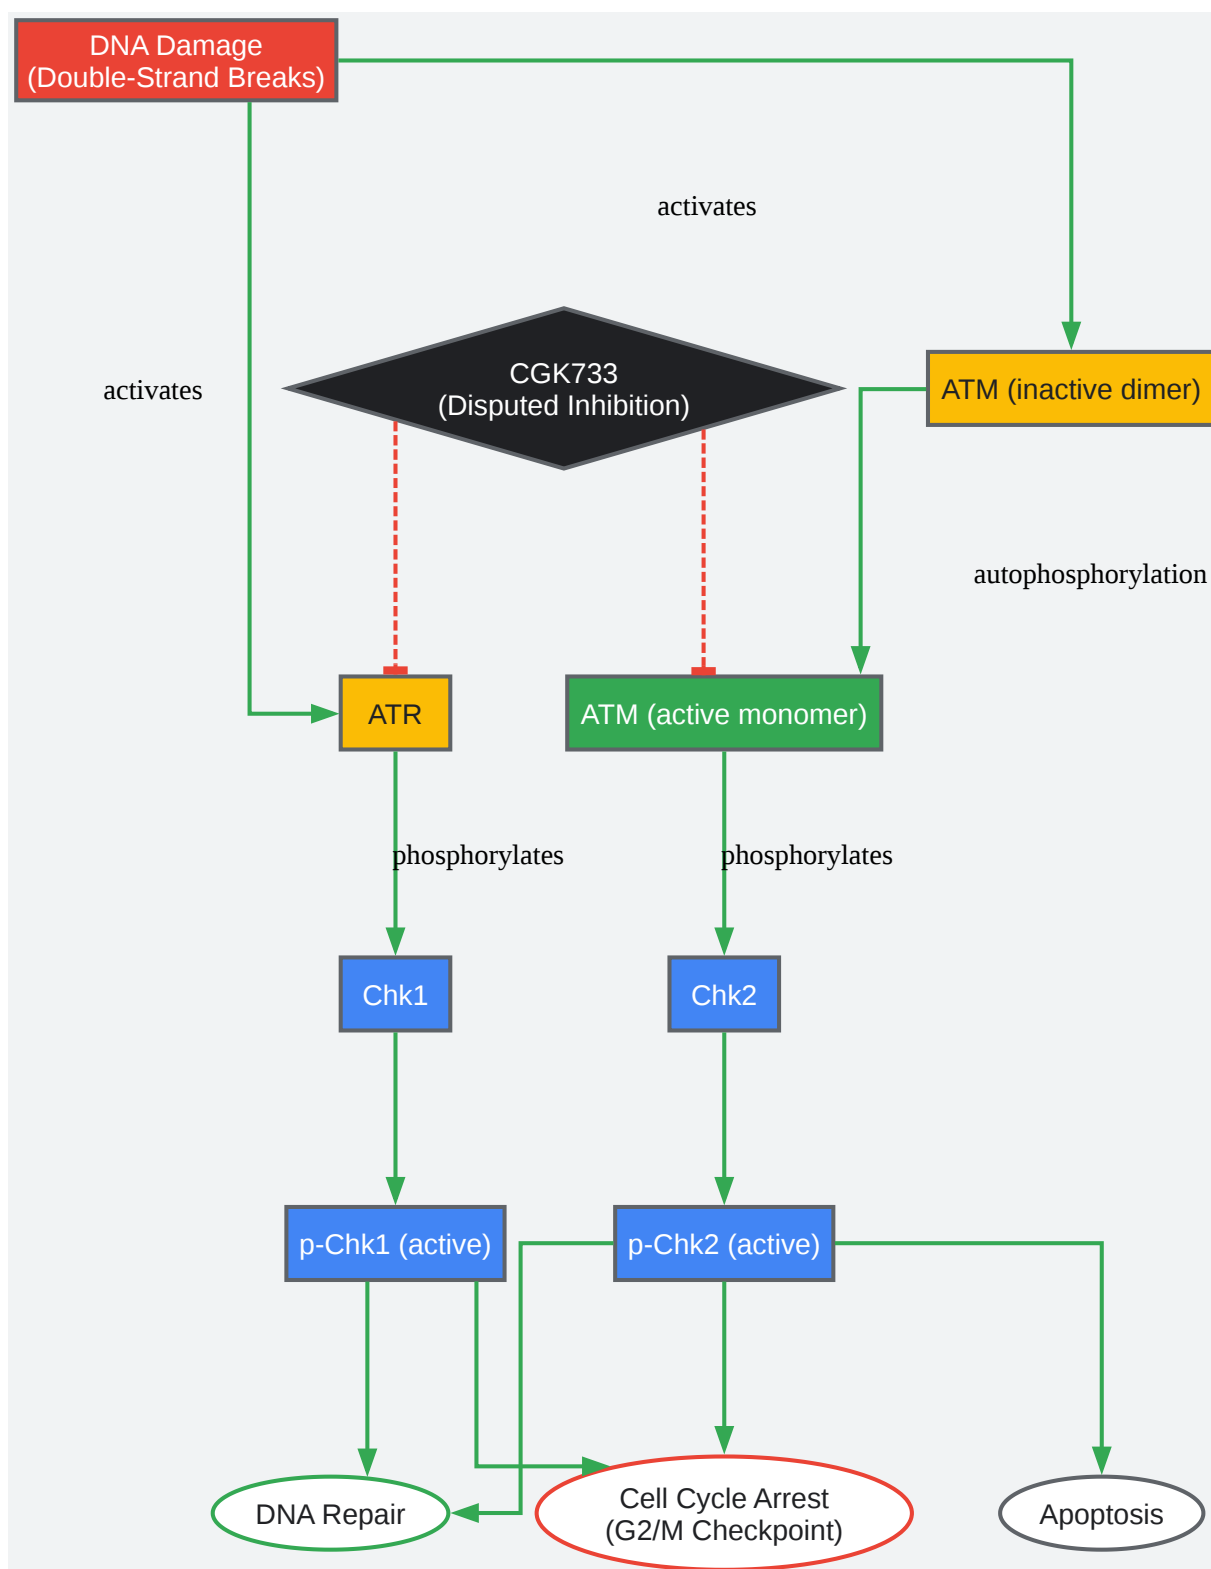 DNA Damage
(Double-Strand Breaks)
activates
CGK733
(Disputed Inhibition)
activates
ATM (inactive dimer)
autophosphorylation
ATR
ATM (active monomer)
phosphorylates
phosphorylates
Chk1
Chk2
p-Chk1 (active)
p-Chk2 (active)
DNA Repair
Cell Cycle Arrest
(G2/M Checkpoint)
Apoptosis